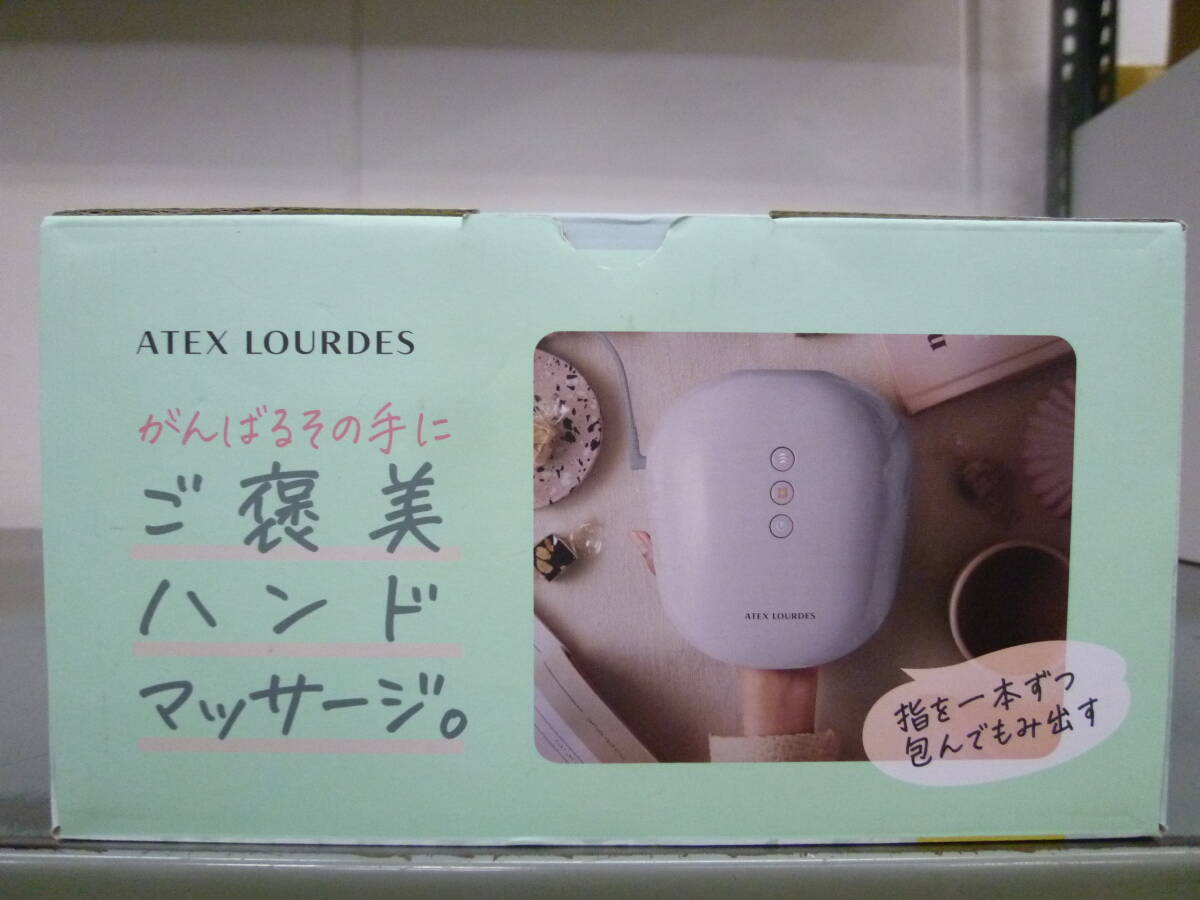 ATEX LOURDES
がんばるその手に
ご褒美
ハンド
マッサージ。
ATEX LOURDES
指を一本ずつ
包んでもみ出す